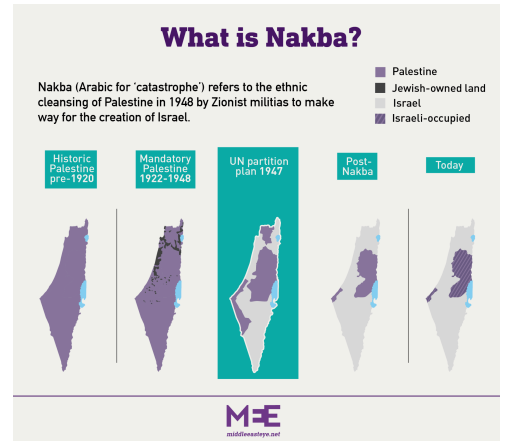 What is Nakba?
Nakba (Arabic for ‘catastrophe’) refers to the ethnic
cleansing of Palestine in 1948 by Zionist militias to make
way for the creation of Israel.
Palestine
Jewish-owned land
Israel
Israeli-occupied
Historic
Palestine
pre-1920
Mandatory
Palestine
1922-1948
UN partition
plan 1947
Post-
Nakba
Today
MEE
middleeasteye.net